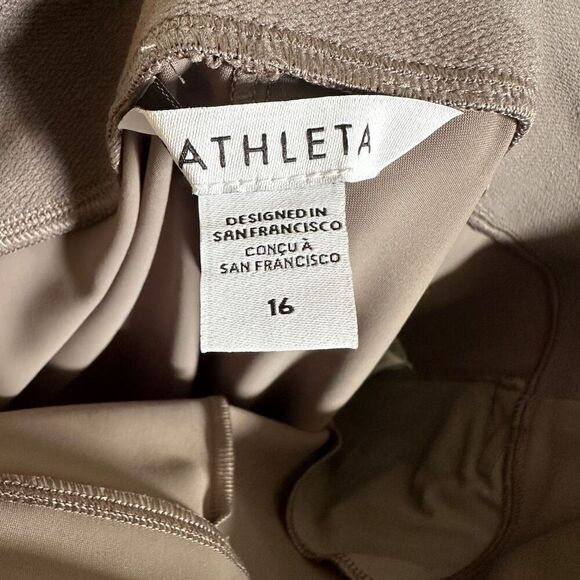 ATHLETA
DESIGNED IN
SAN FRANCISCO
CONÇU À
SAN FRANCISCO
16